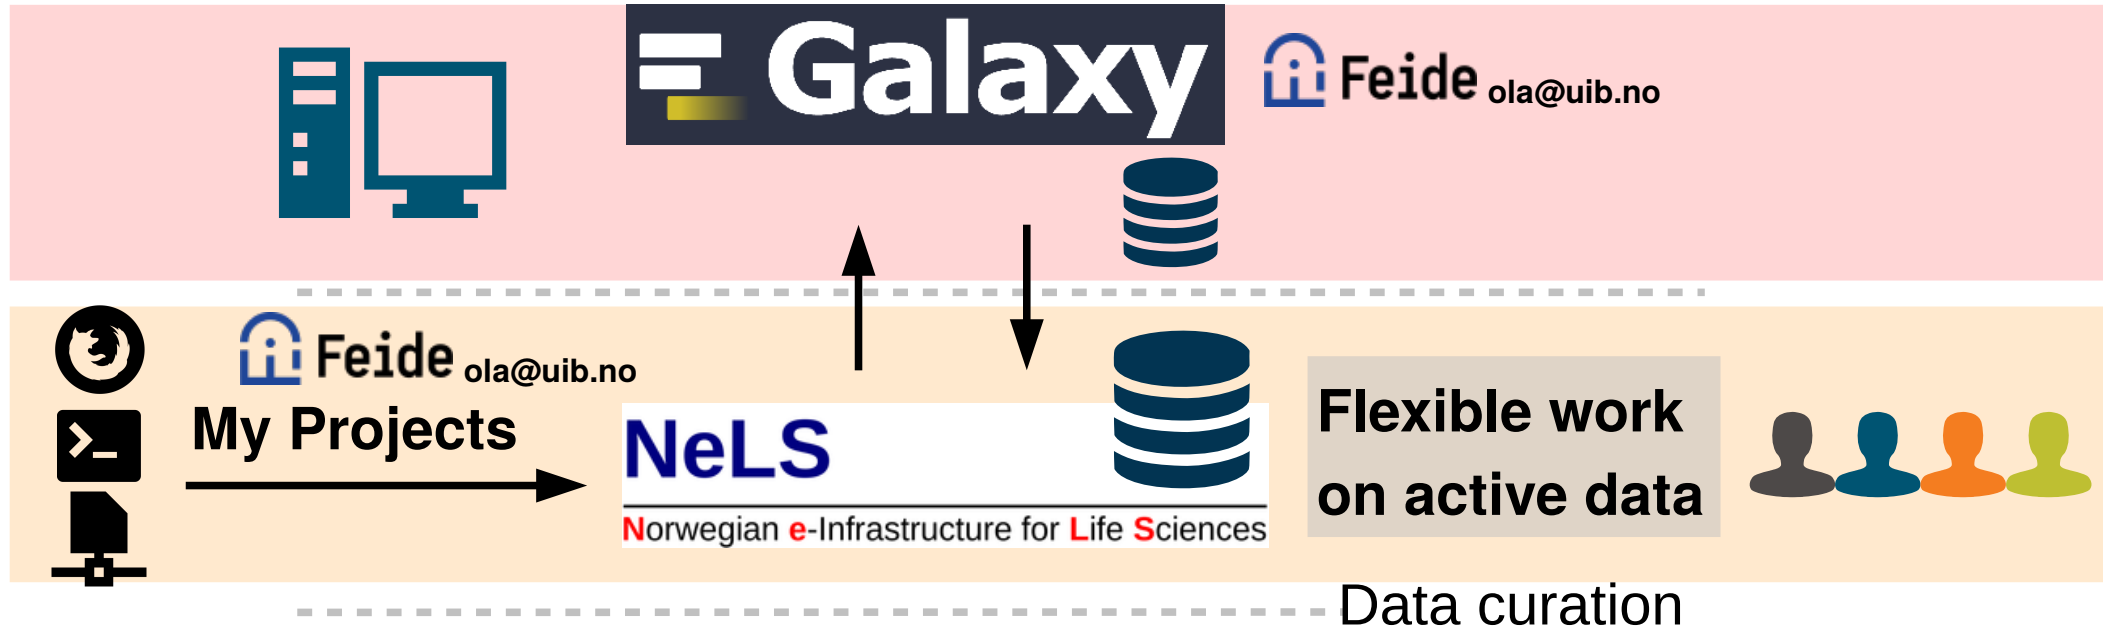 Galaxy
Feide ola@uib.no
Feide ola@uib.no
My Projects
NeLS
Norwegian e-Infrastructure for Life Sciences
Flexible work
on active data
Data curation